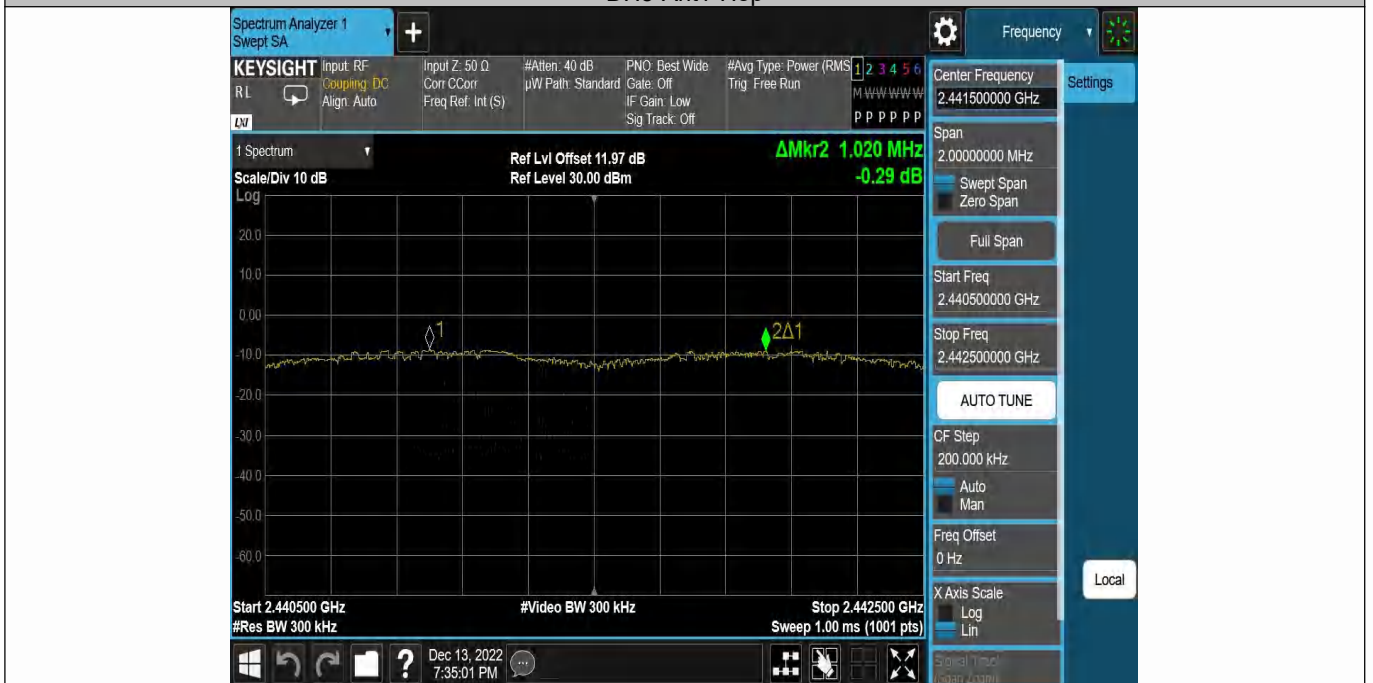 Spectrum Analyzer 1
Swept SA
+
Frequency
KEYSIGHT
RL
LXI
Input: RF
Coupling: DC
Align: Auto
Input Z: 50 Ω
Corr CCorr
Freq Ref: Int (S)
#Atten: 40 dB
µW Path: Standard
PNO: Best Wide
Gate: Off
IF Gain: Low
Sig Track: Off
#Avg Type: Power (RMS
Trig: Free Run
1 2 3 4 5 6
M W W W W W
P P P P P P
1 Spectrum
Scale/Div 10 dB
Log
Ref Lvl Offset 11.97 dB
Ref Level 30.00 dBm
ΔMkr2 1.020 MHz
-0.29 dB
20.0
10.0
0.00
-10.0
-20.0
-30.0
-40.0
-50.0
-60.0
1
2Δ1
Start 2.440500 GHz
#Res BW 300 kHz
#Video BW 300 kHz
Stop 2.442500 GHz
Sweep 1.00 ms (1001 pts)
?
Dec 13, 2022
7:35:01 PM
Center Frequency
2.441500000 GHz
Settings
Span
2.00000000 MHz
Swept Span
Zero Span
Full Span
Start Freq
2.440500000 GHz
Stop Freq
2.442500000 GHz
AUTO TUNE
CF Step
200.000 kHz
Auto
Man
Freq Offset
0 Hz
X Axis Scale
Log
Lin
Local
Signal Track
(Span Zoom)